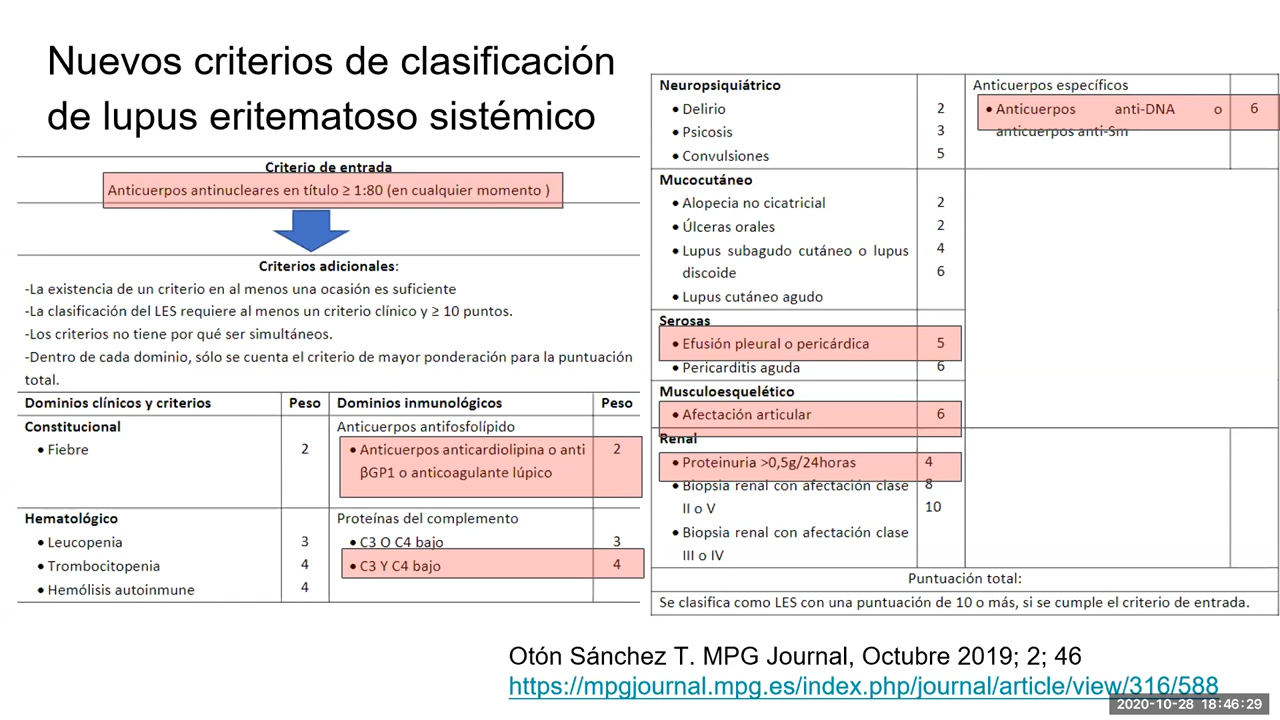 Nuevos criterios de clasificación
de lupus eritematoso sistémico
Criterio de entrada
Anticuerpos antinucleares en título ≥ 1:80 (en cualquier momento )
Criterios adicionales:
-La existencia de un criterio en al menos una ocasión es suficiente
-La clasificación del LES requiere al menos un criterio clínico y ≥ 10 puntos.
-Los criterios no tiene por qué ser simultáneos.
-Dentro de cada dominio, sólo se cuenta el criterio de mayor ponderación para la puntuación
total.
Dominios clínicos y criterios Peso Dominios inmunológicos Peso
Constitucional Anticuerpos antifosfolípido
• Fiebre 2 • Anticuerpos anticardiolipina o anti 2
βGP1 o anticoagulante lúpico
Hematológico Proteínas del complemento
• Leucopenia 3 • C3 O C4 bajo 3
• Trombocitopenia 4 • C3 Y C4 bajo 4
• Hemólisis autoinmune 4
Neuropsiquiátrico Anticuerpos específicos
• Delirio 2 • Anticuerpos anti-DNA o 6
• Psicosis 3 anticuerpos anti-Sm
• Convulsiones 5
Mucocutáneo
• Alopecia no cicatricial 2
• Úlceras orales 2
• Lupus subagudo cutáneo o lupus 4
discoide 6
• Lupus cutáneo agudo
Serosas
• Efusión pleural o pericárdica 5
• Pericarditis aguda 6
Musculoesquelético
• Afectación articular 6
Renal
• Proteinuria >0,5g/24horas 4
• Biopsia renal con afectación clase 8
II o V 10
• Biopsia renal con afectación clase
III o IV
Puntuación total:
Se clasifica como LES con una puntuación de 10 o más, si se cumple el criterio de entrada.
Otón Sánchez T. MPG Journal, Octubre 2019; 2; 46
https://mpgjournal.mpg.es/index.php/journal/article/view/316/588
2020-10-28 18:46:29